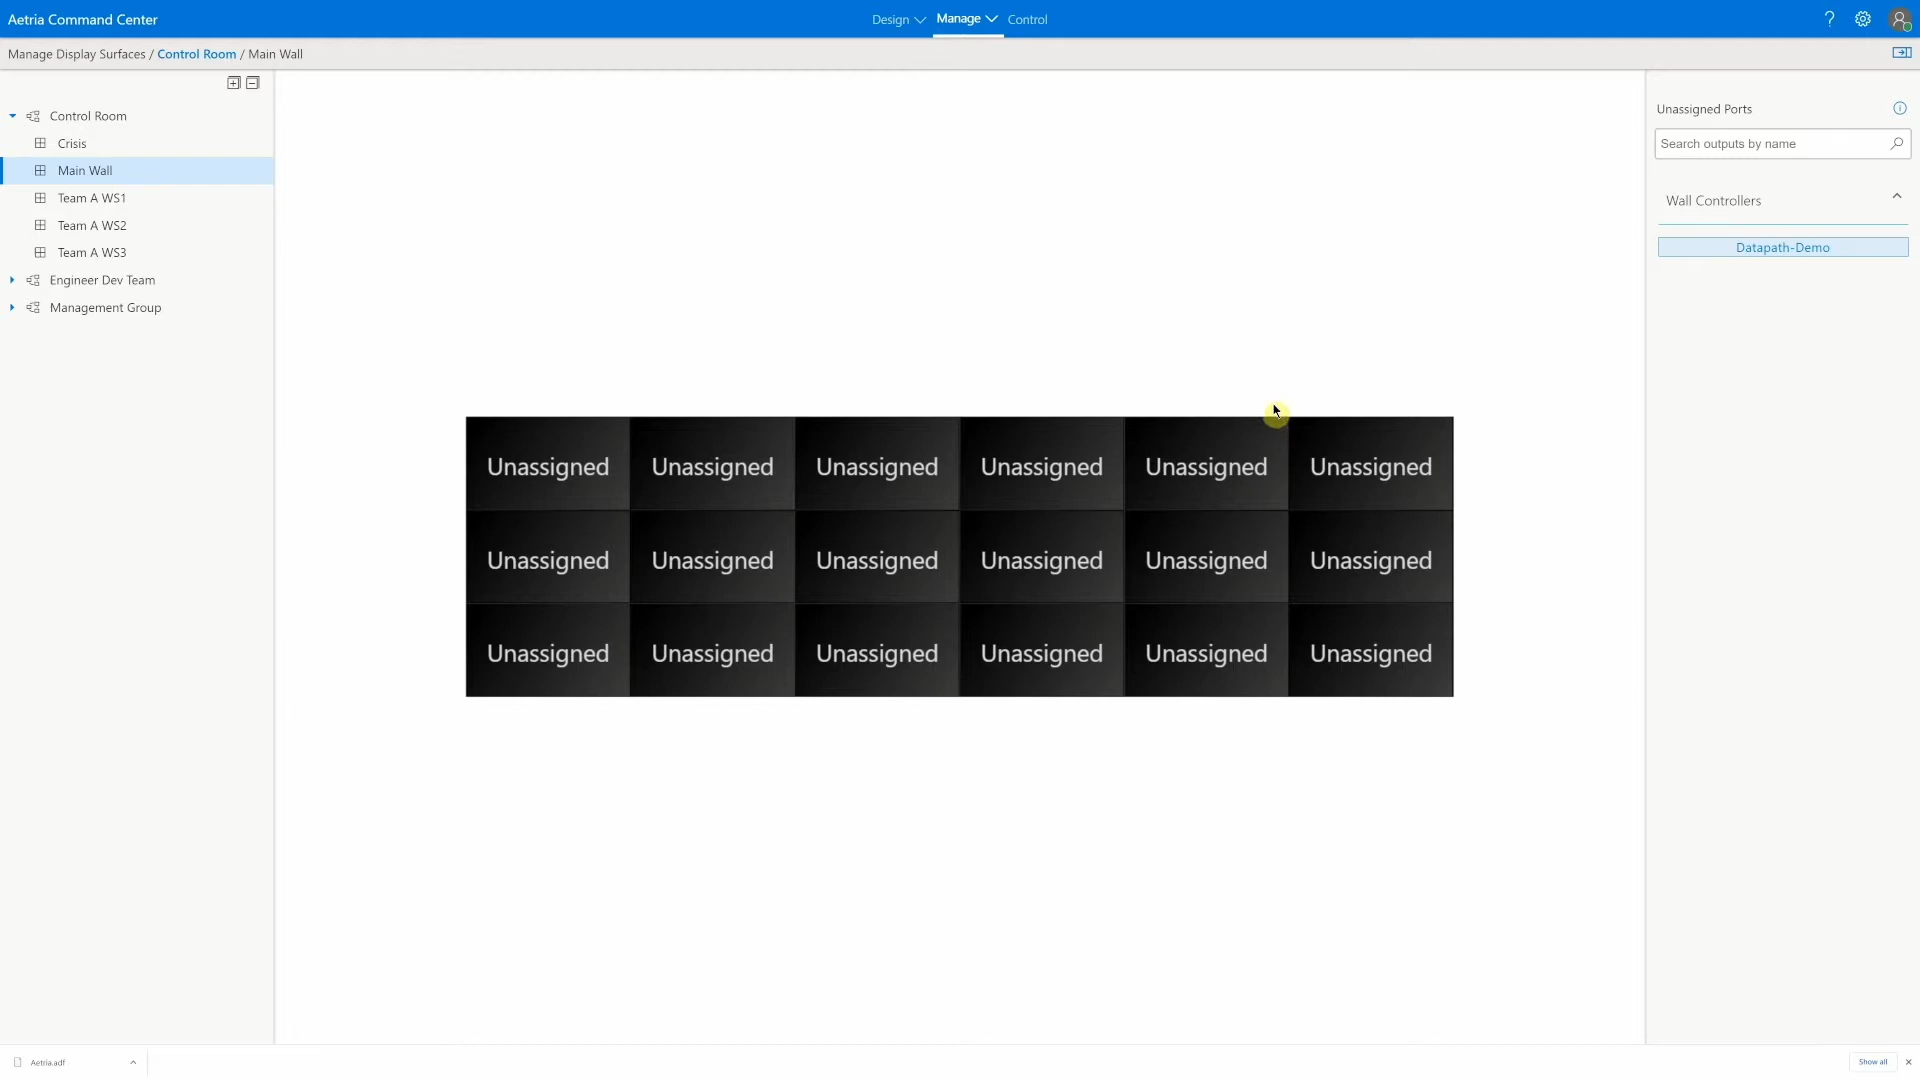 Aetria Command Center
Design Manage Control
Manage Display Surfaces / Control Room / Main Wall
Control Room
Crisis
Main Wall
Team A WS1
Team A WS2
Team A WS3
Engineer Dev Team
Management Group
Unassigned Unassigned Unassigned Unassigned Unassigned Unassigned
Unassigned Unassigned Unassigned Unassigned Unassigned Unassigned
Unassigned Unassigned Unassigned Unassigned Unassigned Unassigned
Unassigned Ports
Search outputs by name
Wall Controllers
Datapath-Demo
Aetria.adf
Show all